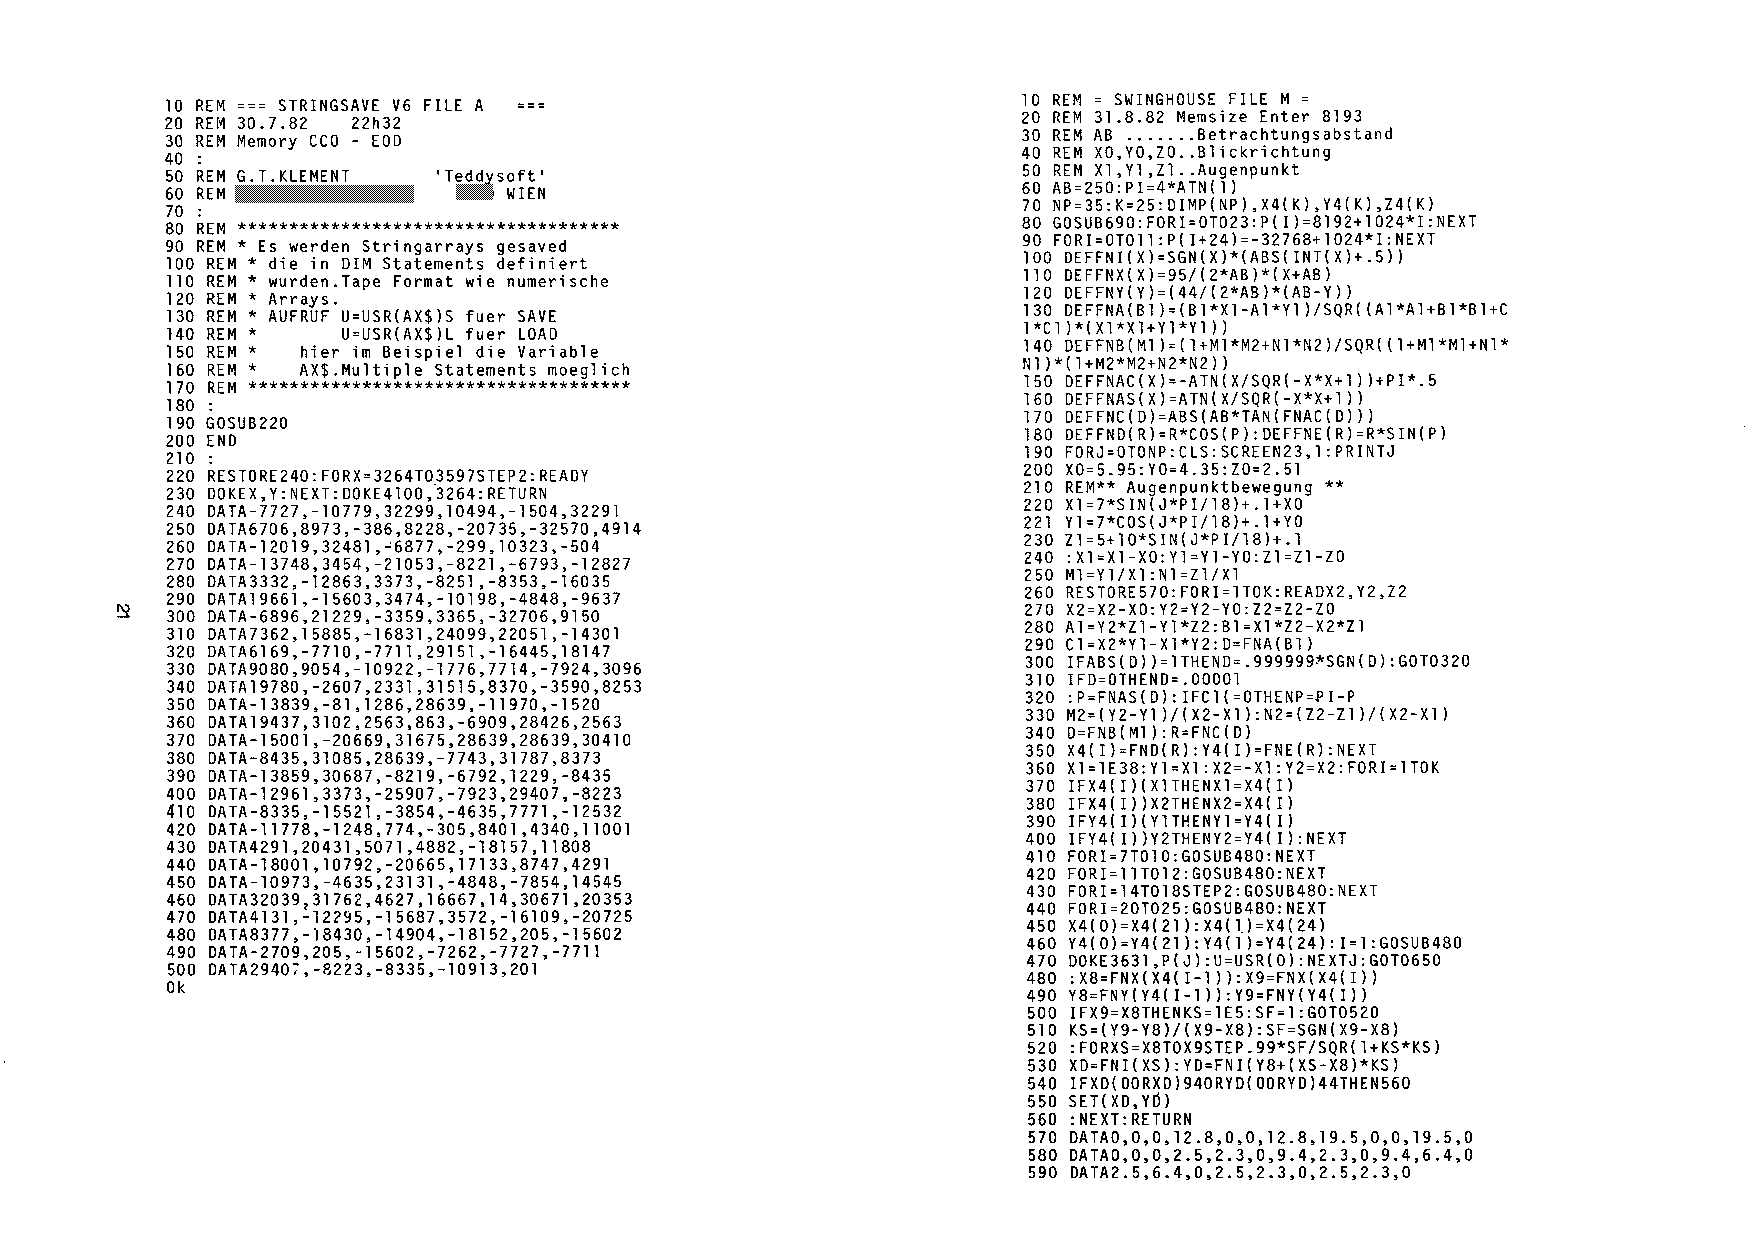 10 REM === STRINGSAVE V6 FILE A   ===
20 REM 30.7.82    22h32
30 REM Memory CC0 - E0D
40 :
50 REM G.T.KLEMENT        'Teddysoft'
60 REM WIEN
70 :
80 REM *************************************
90 REM * Es werden Stringarrays gesaved
100 REM * die in DIM Statements definiert
110 REM * wurden.Tape Format wie numerische
120 REM * Arrays.
130 REM * AUFRUF U=USR(AX$)S fuer SAVE
140 REM *        U=USR(AX$)L fuer LOAD
150 REM *    hier im Beispiel die Variable
160 REM *    AX$.Multiple Statements moeglich
170 REM *************************************
180 :
190 GOSUB220
200 END
210 :
220 RESTORE240:FORX=3264TO3597STEP2:READY
230 DOKEX,Y:NEXT:DOKE4100,3264:RETURN
240 DATA-7727,-10779,32299,10494,-1504,32291
250 DATA6706,8973,-386,8228,-20735,-32570,4914
260 DATA-12019,32481,-6877,-299,10323,-504
270 DATA-13748,3454,-21053,-8221,-6793,-12827
280 DATA3332,-12863,3373,-8251,-8353,-16035
290 DATA19661,-15603,3474,-10198,-4848,-9637
300 DATA-6896,21229,-3359,3365,-32706,9150
310 DATA7362,15885,-16831,24099,22051,-14301
320 DATA6169,-7710,-7711,29151,-16445,18147
330 DATA9080,9054,-10922,-1776,7714,-7924,3096
340 DATA19780,-2607,2331,31515,8370,-3590,8253
350 DATA-13839,-81,1286,28639,-11970,-1520
360 DATA19437,3102,2563,863,-6909,28426,2563
370 DATA-15001,-20669,31675,28639,28639,30410
380 DATA-8435,31085,28639,-7743,31787,8373
390 DATA-13859,30687,-8219,-6792,1229,-8435
400 DATA-12961,3373,-25907,-7923,29407,-8223
410 DATA-8335,-15521,-3854,-4635,7771,-12532
420 DATA-11778,-1248,774,-305,8401,4340,11001
430 DATA4291,20431,5071,4882,-18157,11808
440 DATA-18001,10792,-20665,17133,8747,4291
450 DATA-10973,-4635,23131,-4848,-7854,14545
460 DATA32039,31762,4627,16667,14,30671,20353
470 DATA4131,-12295,-15687,3572,-16109,-20725
480 DATA8377,-18430,-14904,-18152,205,-15602
490 DATA-2709,205,-15602,-7262,-7727,-7711
500 DATA29407,-8223,-8335,-10913,201
Ok
21
10 REM = SWINGHOUSE FILE M =
20 REM 31.8.82 Memsize Enter 8193
30 REM AB .......Betrachtungsabstand
40 REM X0,Y0,Z0..Blickrichtung
50 REM X1,Y1,Z1..Augenpunkt
60 AB=250:PI=4*ATN(1)
70 NP=35:K=25:DIMP(NP),X4(K),Y4(K),Z4(K)
80 GOSUB690:FORI=0TO23:P(I)=8192+1024*I:NEXT
90 FORI=0TO11:P(I+24)=-32768+1024*I:NEXT
100 DEFFNI(X)=SGN(X)*(ABS(INT(X)+.5))
110 DEFFNX(X)=95/(2*AB)*(X+AB)
120 DEFFNY(Y)=(44/(2*AB)*(AB-Y))
130 DEFFNA(B1)=(B1*X1-A1*Y1)/SQR((A1*A1+B1*B1+C
1*C1)*(X1*X1+Y1*Y1))
140 DEFFNB(M1)=(1+M1*M2+N1*N2)/SQR((1+M1*M1+N1*
N1)*(1+M2*M2+N2*N2))
150 DEFFNAC(X)=-ATN(X/SQR(-X*X+1))+PI*.5
160 DEFFNAS(X)=ATN(X/SQR(-X*X+1))
170 DEFFNC(D)=ABS(AB*TAN(FNAC(D)))
180 DEFFND(R)=R*COS(P):DEFFNE(R)=R*SIN(P)
190 FORJ=0TONP:CLS:SCREEN23,1:PRINTJ
200 X0=5.95:Y0=4.35:Z0=2.51
210 REM** Augenpunktbewegung **
220 X1=7*SIN(J*PI/18)+.1+X0
221 Y1=7*COS(J*PI/18)+.1+Y0
230 Z1=5+10*SIN(J*PI/18)+.1
240 :X1=X1-X0:Y1=Y1-Y0:Z1=Z1-Z0
250 M1=Y1/X1:N1=Z1/X1
260 RESTORE570:FORI=1TOK:READX2,Y2,Z2
270 X2=X2-X0:Y2=Y2-Y0:Z2=Z2-Z0
280 A1=Y2*Z1-Y1*Z2:B1=X1*Z2-X2*Z1
290 C1=X2*Y1-X1*Y2:D=FNA(B1)
300 IFABS(D))=1THEND=.999999*SGN(D):GOTO320
310 IFD=0THEND=.00001
320 :P=FNAS(D):IFC1(=0THENP=PI-P
330 M2=(Y2-Y1)/(X2-X1):N2=(Z2-Z1)/(X2-X1)
340 D=FNB(M1):R=FNC(D)
350 X4(I)=FND(R):Y4(I)=FNE(R):NEXT
360 X1=1E38:Y1=X1:X2=-X1:Y2=X2:FORI=1TOK
370 IFX4(I)(X1THENX1=X4(I)
380 IFX4(I))X2THENX2=X4(I)
390 IFY4(I)(Y1THENY1=Y4(I)
400 IFY4(I))Y2THENY2=Y4(I):NEXT
410 FORI=7TO10:GOSUB480:NEXT
420 FORI=11TO12:GOSUB480:NEXT
430 FORI=14TO18STEP2:GOSUB480:NEXT
440 FORI=20TO25:GOSUB480:NEXT
450 X4(0)=X4(21):X4(1)=X4(24)
460 Y4(0)=Y4(21):Y4(1)=Y4(24):I=1:GOSUB480
470 DOKE3631,P(J):U=USR(0):NEXTJ:GOTO650
480 :X8=FNX(X4(I-1)):X9=FNX(X4(I))
490 Y8=FNY(Y4(I-1)):Y9=FNY(Y4(I))
500 IFX9=X8THENKS=1E5:SF=1:GOTO520
510 KS=(Y9-Y8)/(X9-X8):SF=SGN(X9-X8)
520 :FORXS=X8TOX9STEP.99*SF/SQR(1+KS*KS)
530 XD=FNI(XS):YD=FNI(Y8+(XS-X8)*KS)
540 IFXD(0ORXD)94ORYD(0ORYD)44THEN560
550 SET(XD,YD)
560 :NEXT:RETURN
570 DATA0,0,0,12.8,0,0,12.8,19.5,0,0,19.5,0
580 DATA0,0,0,2.5,2.3,0,9.4,2.3,0,9.4,6.4,0
590 DATA2.5,6.4,0,2.5,2.3,0,2.5,2.3,0